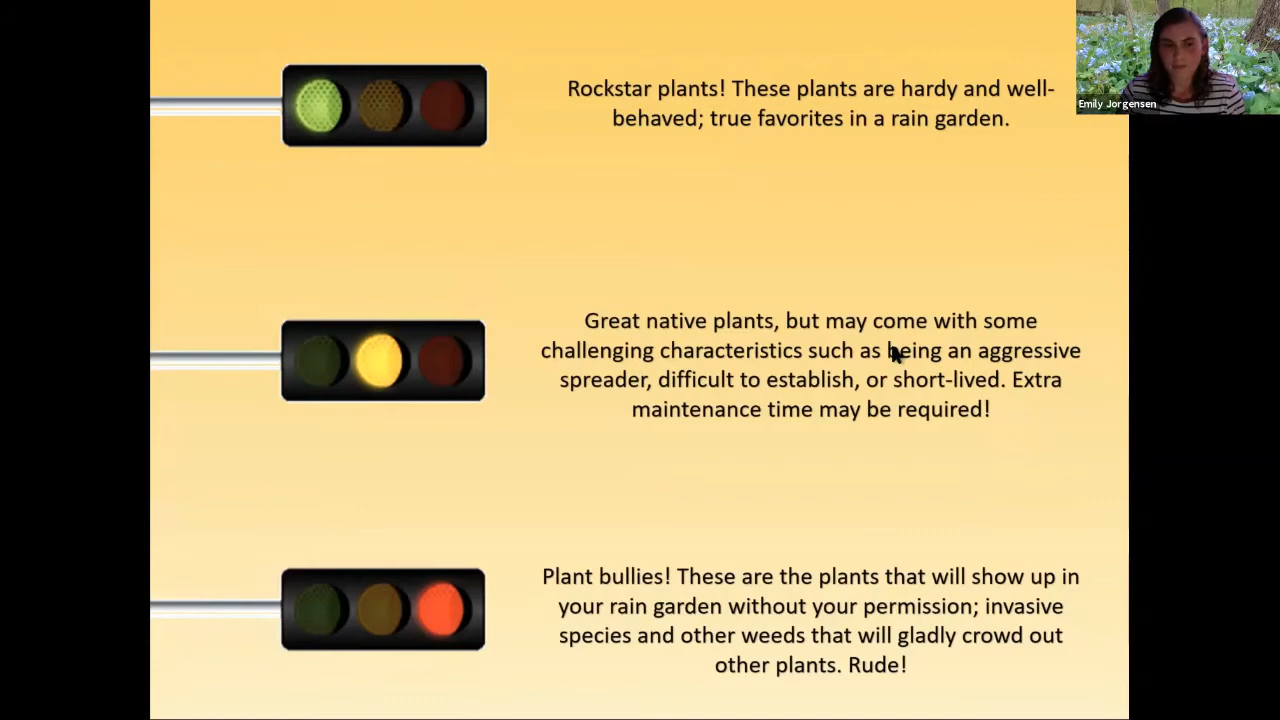 Rockstar plants! These plants are hardy and well-
behaved; true favorites in a rain garden.
Emily Jorgensen
Great native plants, but may come with some
challenging characteristics such as being an aggressive
spreader, difficult to establish, or short-lived. Extra
maintenance time may be required!
Plant bullies! These are the plants that will show up in
your rain garden without your permission; invasive
species and other weeds that will gladly crowd out
other plants. Rude!